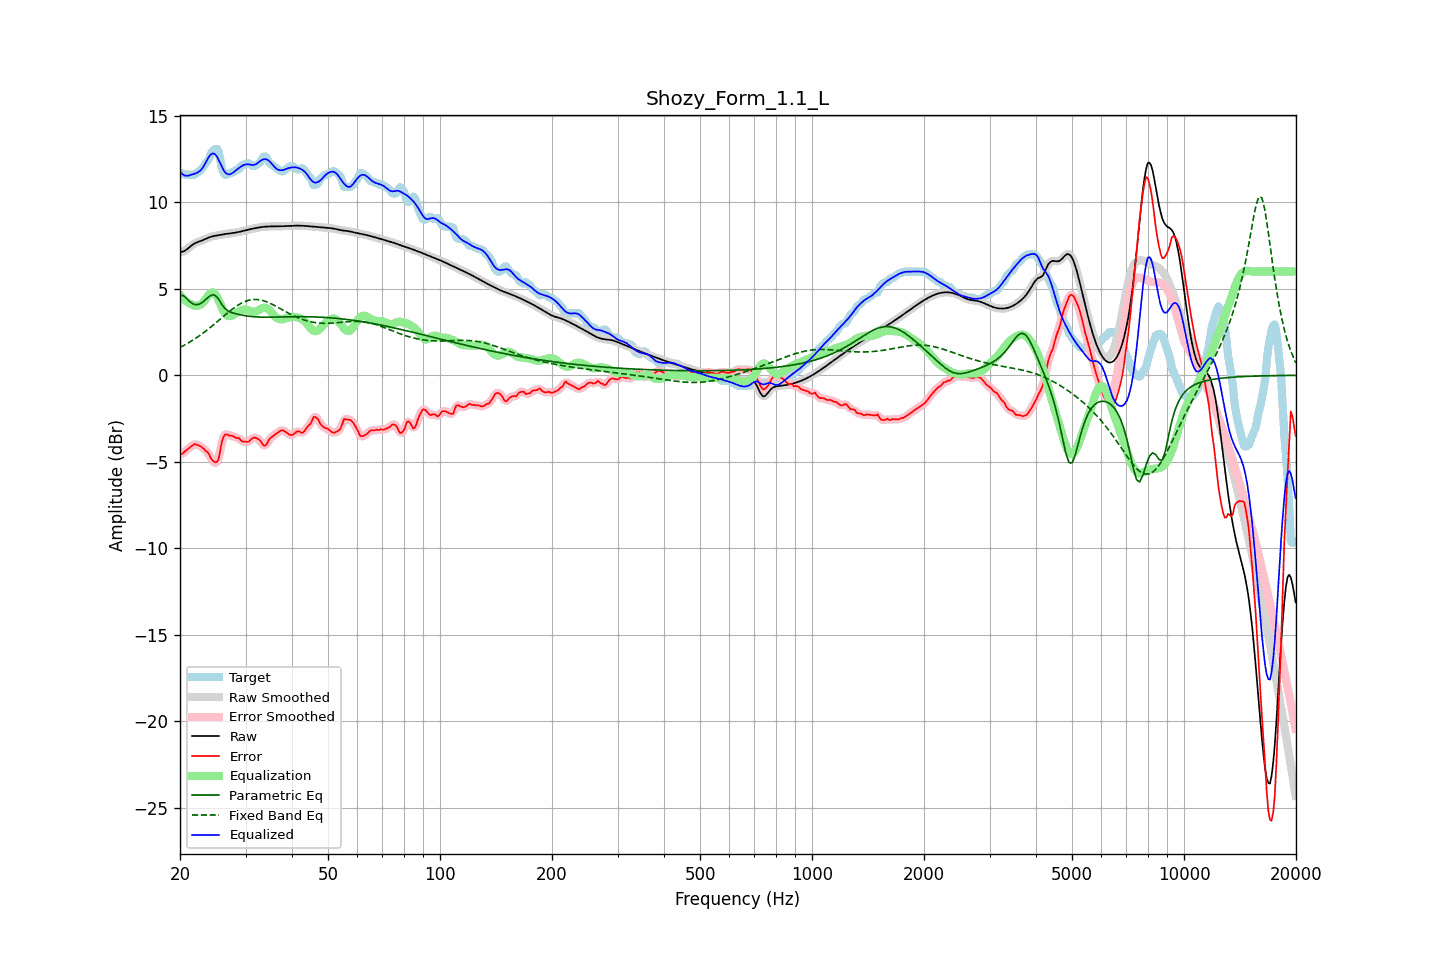 Shozy_Form_1.1_L
15
10
5
0
−5
−10
−15
−20
−25
Amplitude (dBr)
Target
Raw Smoothed
Error Smoothed
Raw
Error
Equalization
Parametric Eq
Fixed Band Eq
Equalized
20 50 100 200 500 1000 2000 5000 10000 20000
Frequency (Hz)